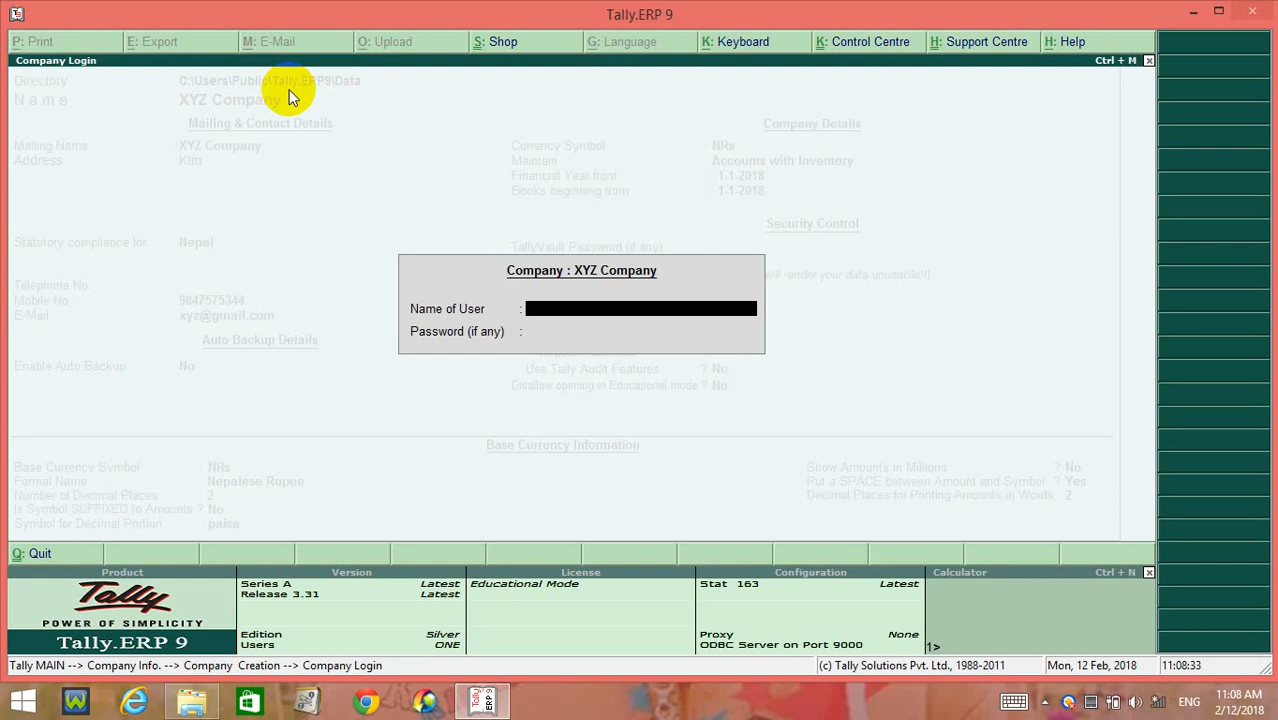 Tally.ERP 9
P: Print E: Export M: E-Mail O: Upload S: Shop G: Language K: Keyboard K: Control Centre H: Support Centre H: Help
Company Login Ctrl + M
Directory C:\Users\Public\Tally.ERP9\Data
Name XYZ Company
Mailing & Contact Details Company Details
Mailing Name XYZ Company Currency Symbol : NRs
Address Ktm Maintain : Accounts with Inventory
Financial Year from : 1-1-2018
Books beginning from : 1-1-2018
Security Control
Statutory compliance for Nepal TallyVault Password (if any)
will render your data unusable!!)
Company : XYZ Company
Telephone No.
Mobile No. 9847575344
E-Mail xyz@gmail.com
Name of User :
Password (if any) :
Auto Backup Details
Enable Auto Backup No Use Tally Audit Features ? No
Disallow opening in Educational mode ? No
Base Currency Information
Base Currency Symbol NRs Show Amounts in Millions ? No
Formal Name Nepalese Rupee Put a SPACE between Amount and Symbol ? Yes
Number of Decimal Places 2 Decimal Places for Printing Amounts in Words 2
Is Symbol SUFFIXED to Amounts ? No
Symbol for Decimal Portion paisa
Q: Quit
Product Version License Configuration Calculator Ctrl + N
Tally
POWER OF SIMPLICITY
Tally.ERP 9
Series A Latest
Release 3.31 Latest
Edition Silver
Users ONE
Educational Mode
Stat 163 Latest
Proxy None
ODBC Server on Port 9000
1>
Tally MAIN --> Company Info. --> Company Creation --> Company Login (c) Tally Solutions Pvt. Ltd., 1988-2011 Mon, 12 Feb, 2018 11:08:33
W Tally ERP 9 ENG 11:08 AM
2/12/2018